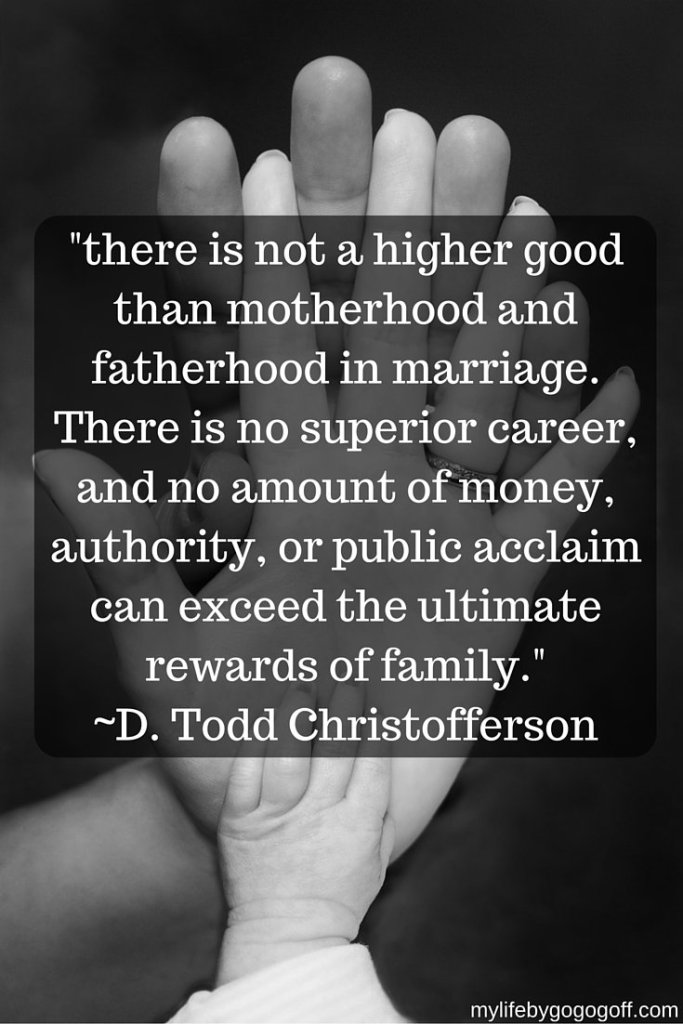 "there is not a higher good
than motherhood and
fatherhood in marriage.
There is no superior career,
and no amount of money,
authority, or public acclaim
can exceed the ultimate
rewards of family."
~D. Todd Christofferson
mylifebygogogoff.com